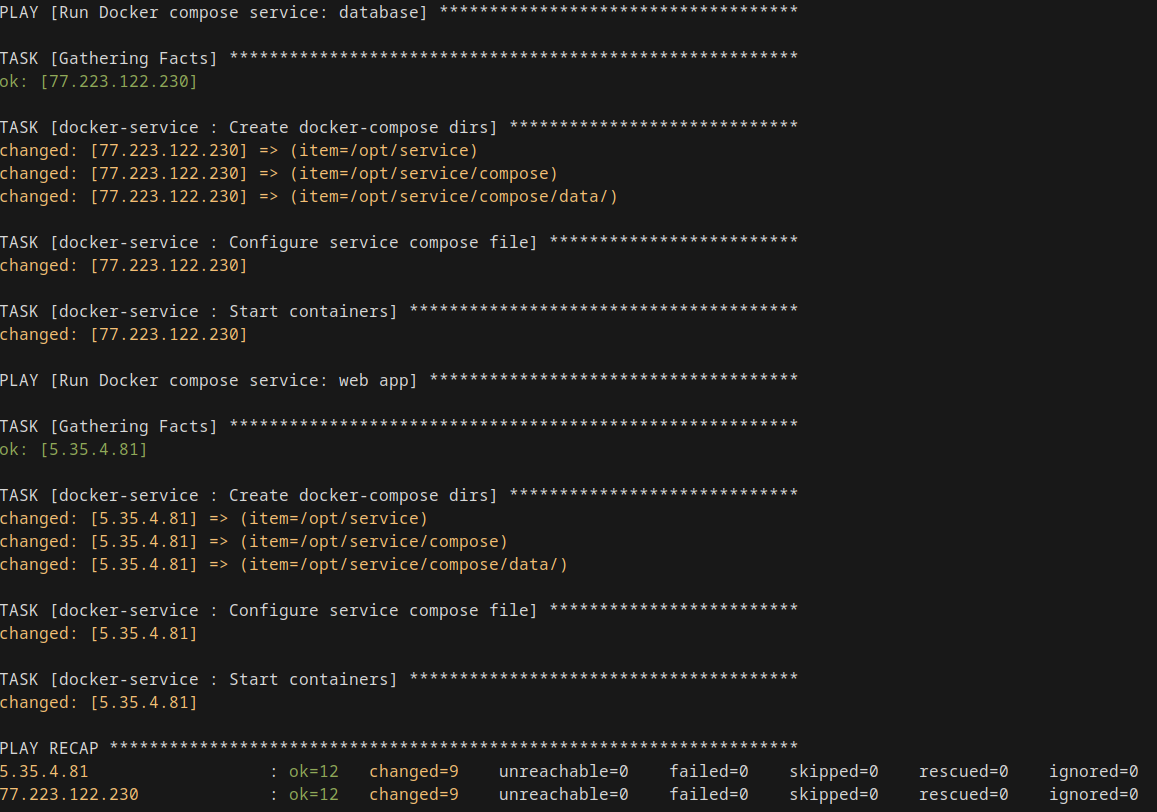 PLAY [Run Docker compose service: database] ************************************
TASK [Gathering Facts] *********************************************************
ok: [77.223.122.230]
TASK [docker-service : Create docker-compose dirs] *****************************
changed: [77.223.122.230] => (item=/opt/service)
changed: [77.223.122.230] => (item=/opt/service/compose)
changed: [77.223.122.230] => (item=/opt/service/compose/data/)
TASK [docker-service : Configure service compose file] *************************
changed: [77.223.122.230]
TASK [docker-service : Start containers] ***************************************
changed: [77.223.122.230]
PLAY [Run Docker compose service: web app] *************************************
TASK [Gathering Facts] *********************************************************
ok: [5.35.4.81]
TASK [docker-service : Create docker-compose dirs] *****************************
changed: [5.35.4.81] => (item=/opt/service)
changed: [5.35.4.81] => (item=/opt/service/compose)
changed: [5.35.4.81] => (item=/opt/service/compose/data/)
TASK [docker-service : Configure service compose file] *************************
changed: [5.35.4.81]
TASK [docker-service : Start containers] ***************************************
changed: [5.35.4.81]
PLAY RECAP *********************************************************************
5.35.4.81                  : ok=12   changed=9    unreachable=0    failed=0    skipped=0    rescued=0    ignored=0
77.223.122.230             : ok=12   changed=9    unreachable=0    failed=0    skipped=0    rescued=0    ignored=0